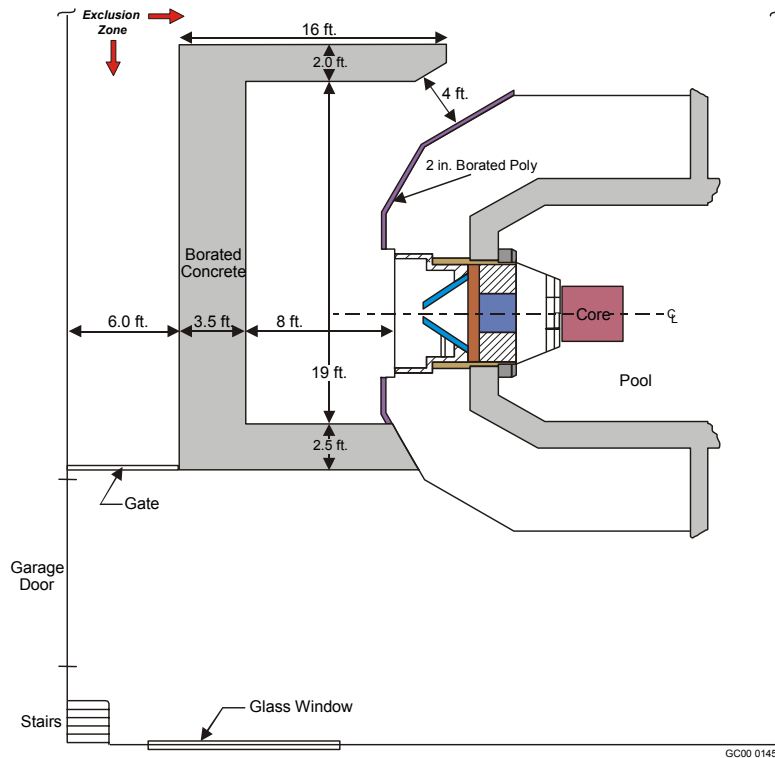 Exclusion
Zone
16 ft.
2.0 ft.
4 ft.
2 in. Borated Poly
Borated
Concrete
6.0 ft.
3.5 ft.
8 ft.
Core
CL
19 ft.
Pool
2.5 ft.
Gate
Garage
Door
Glass Window
Stairs
GC00 0145